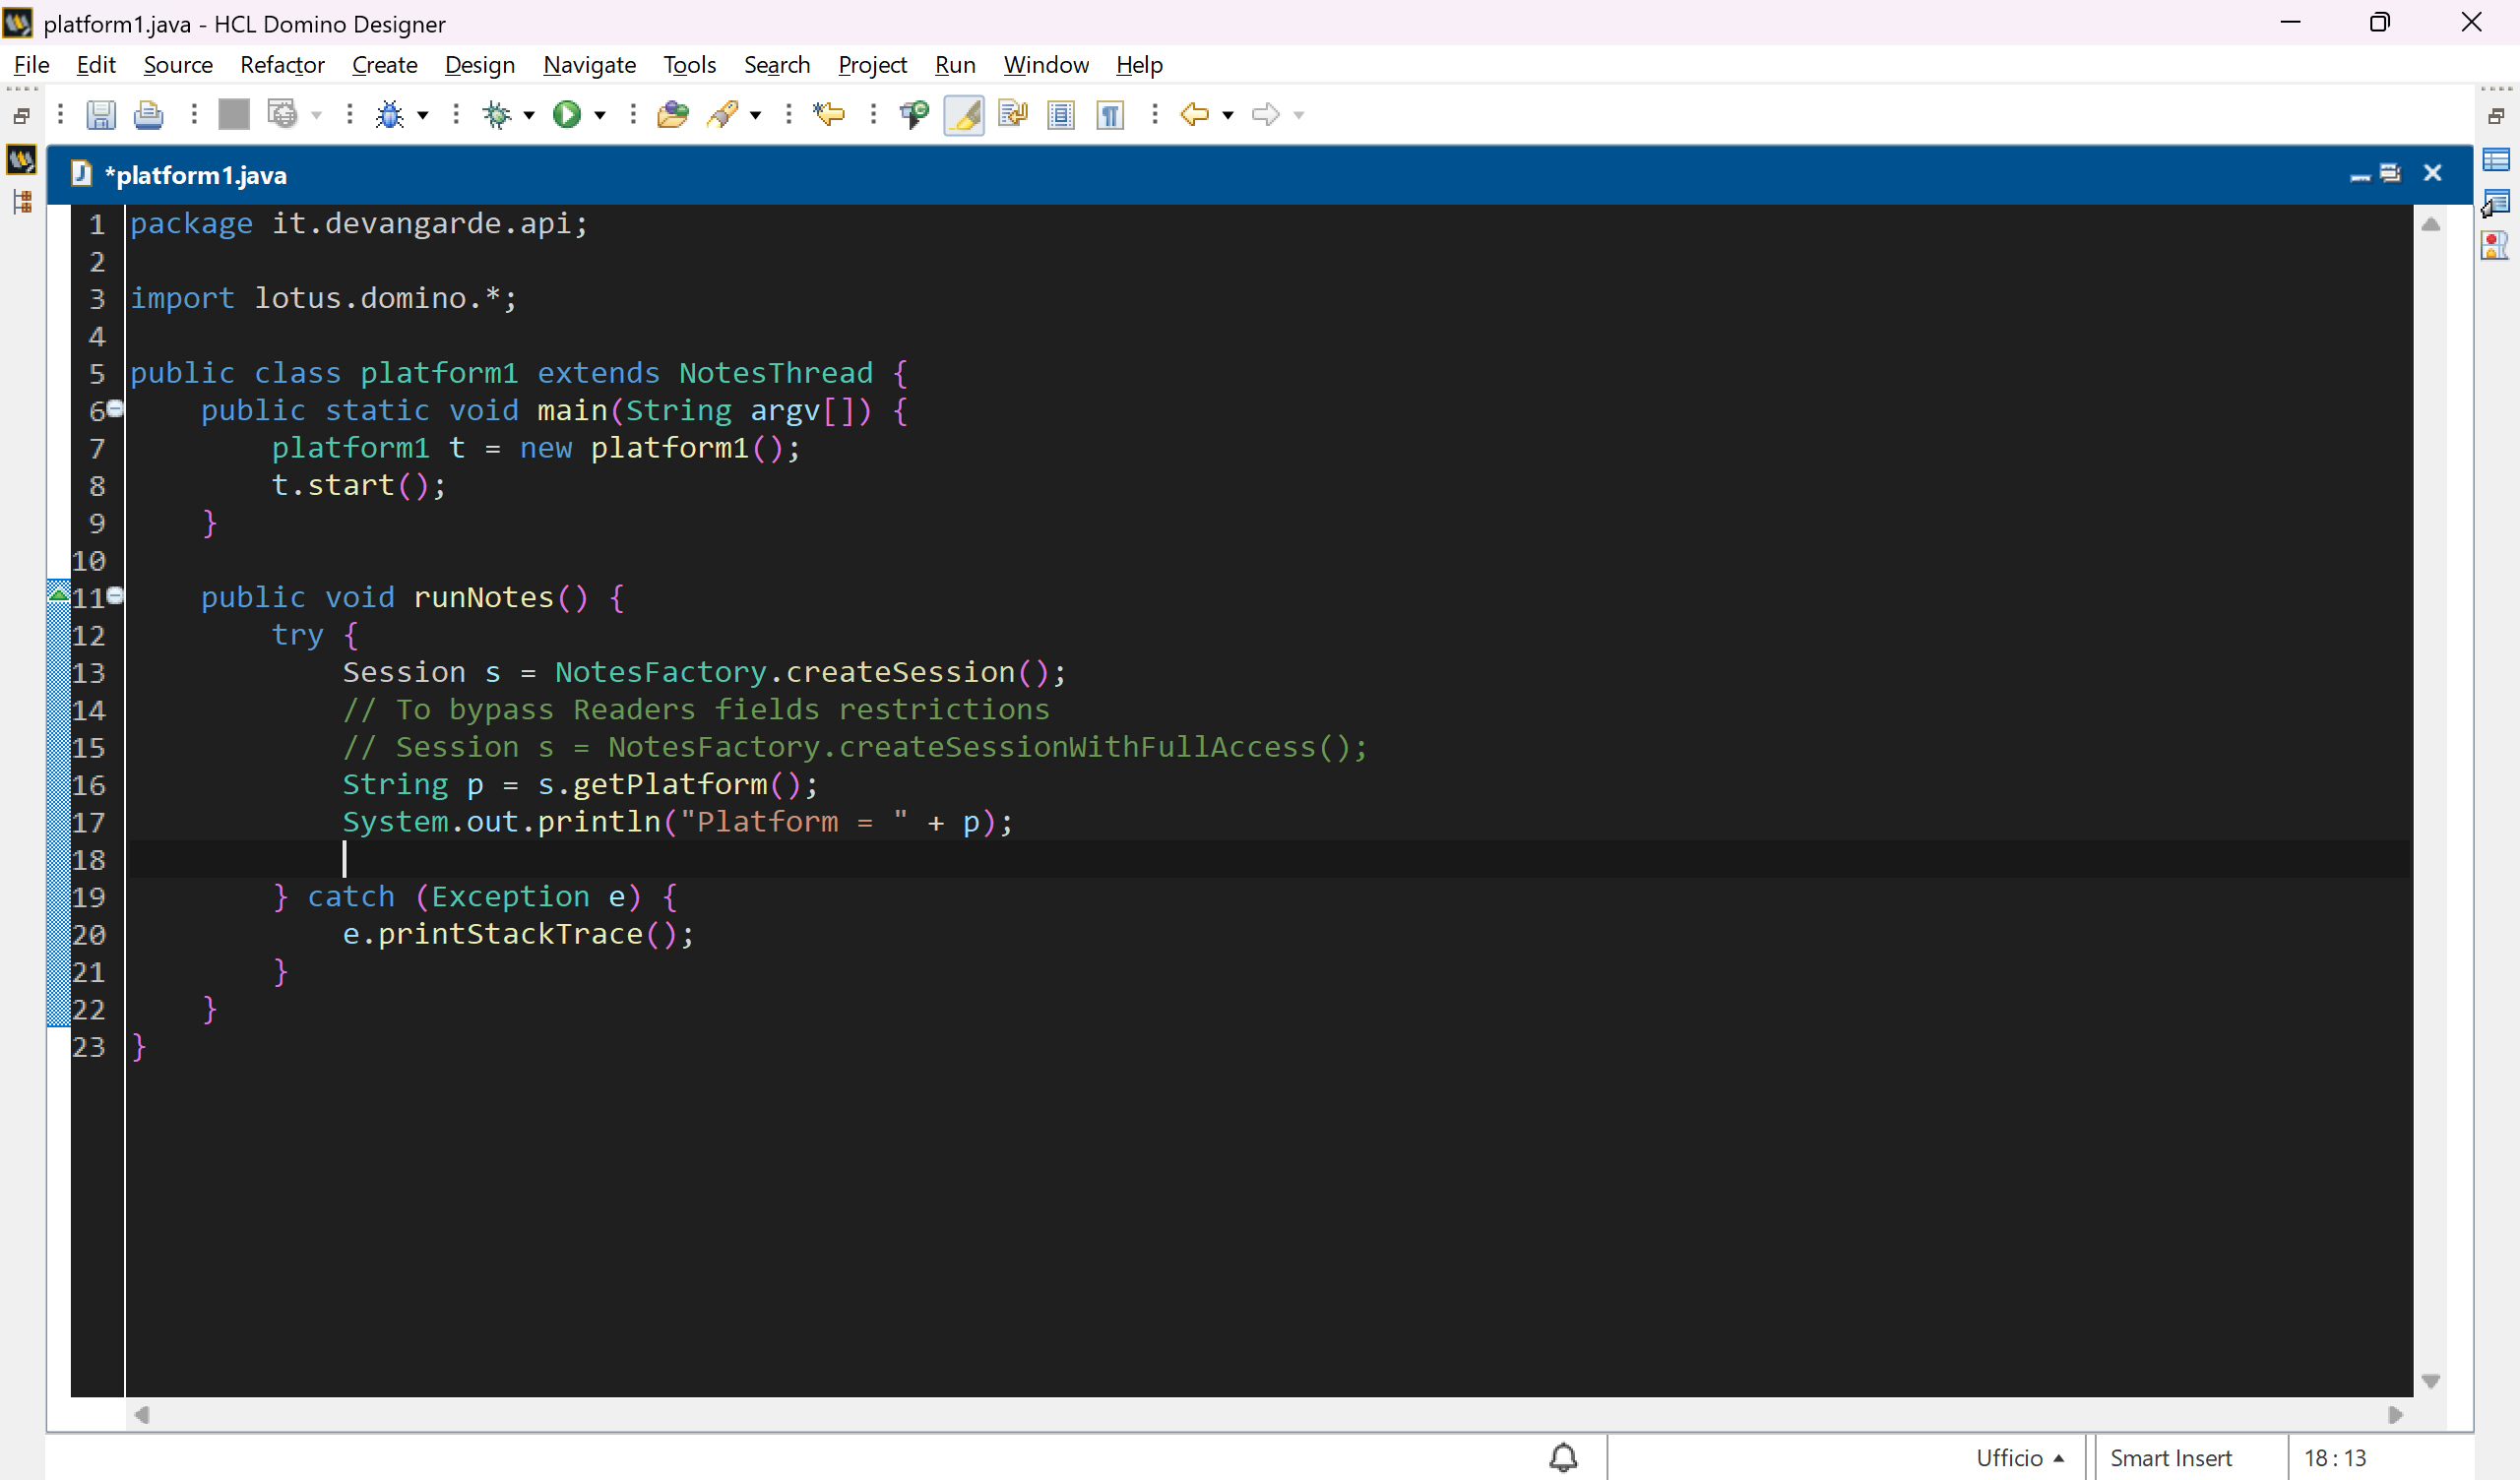 platform1.java - HCL Domino Designer
File Edit Source Refactor Create Design Navigate Tools Search Project Run Window Help
*platform1.java
1 package it.devangarde.api;
2
3 import lotus.domino.*;
4
5 public class platform1 extends NotesThread {
6 public static void main(String argv[]) {
7 platform1 t = new platform1();
8 t.start();
9 }
10
11 public void runNotes() {
12 try {
13 Session s = NotesFactory.createSession();
14 // To bypass Readers fields restrictions
15 // Session s = NotesFactory.createSessionWithFullAccess();
16 String p = s.getPlatform();
17 System.out.println("Platform = " + p);
18
19 } catch (Exception e) {
20 e.printStackTrace();
21 }
22 }
23 }
Ufficio Smart Insert 18:13